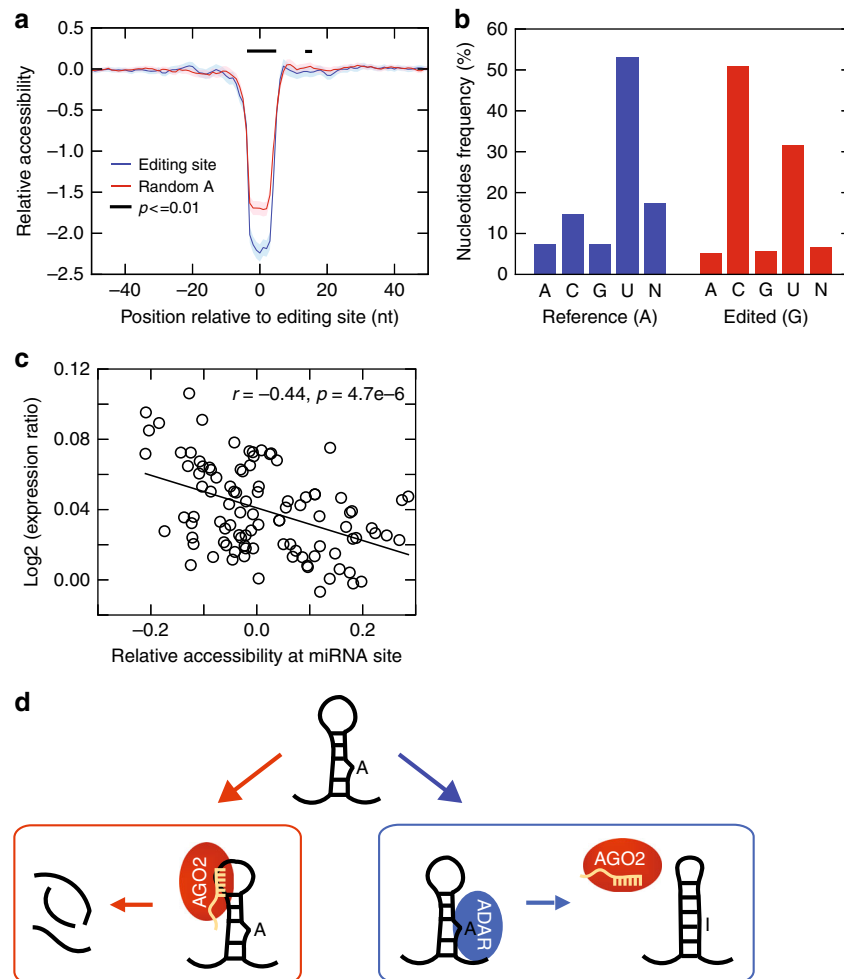 a
Relative accessibility
0.0
−0.5
−1.0
−1.5
−2.0
−2.5
Editing site
Random A
p<=0.01
−40 −20 0 20 40
Position relative to editing site (nt)
b
Nucleotides frequency (%)
60
50
40
30
20
10
0
A C G U N A C G U N
Reference (A) Edited (G)
c
Log2 (expression ratio)
0.12
0.08
0.04
0.00
r = −0.44, p = 4.7e−6
−0.2 0.0 0.2
Relative accessibility at miRNA site
d
A
AGO2
A
A
ADAR
AGO2
I